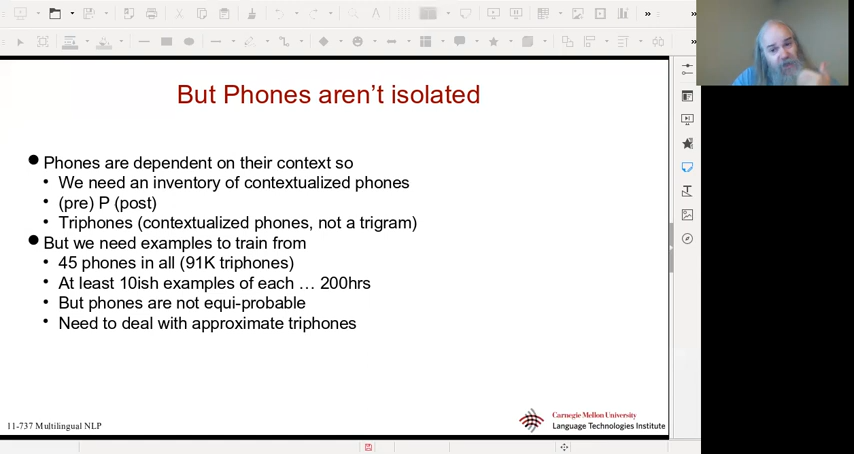 But Phones aren't isolated
● Phones are dependent on their context so
• We need an inventory of contextualized phones
• (pre) P (post)
• Triphones (contextualized phones, not a trigram)
● But we need examples to train from
• 45 phones in all (91K triphones)
• At least 10ish examples of each … 200hrs
• But phones are not equi-probable
• Need to deal with approximate triphones
11-737 Multilingual NLP
Carnegie Mellon University
Language Technologies Institute